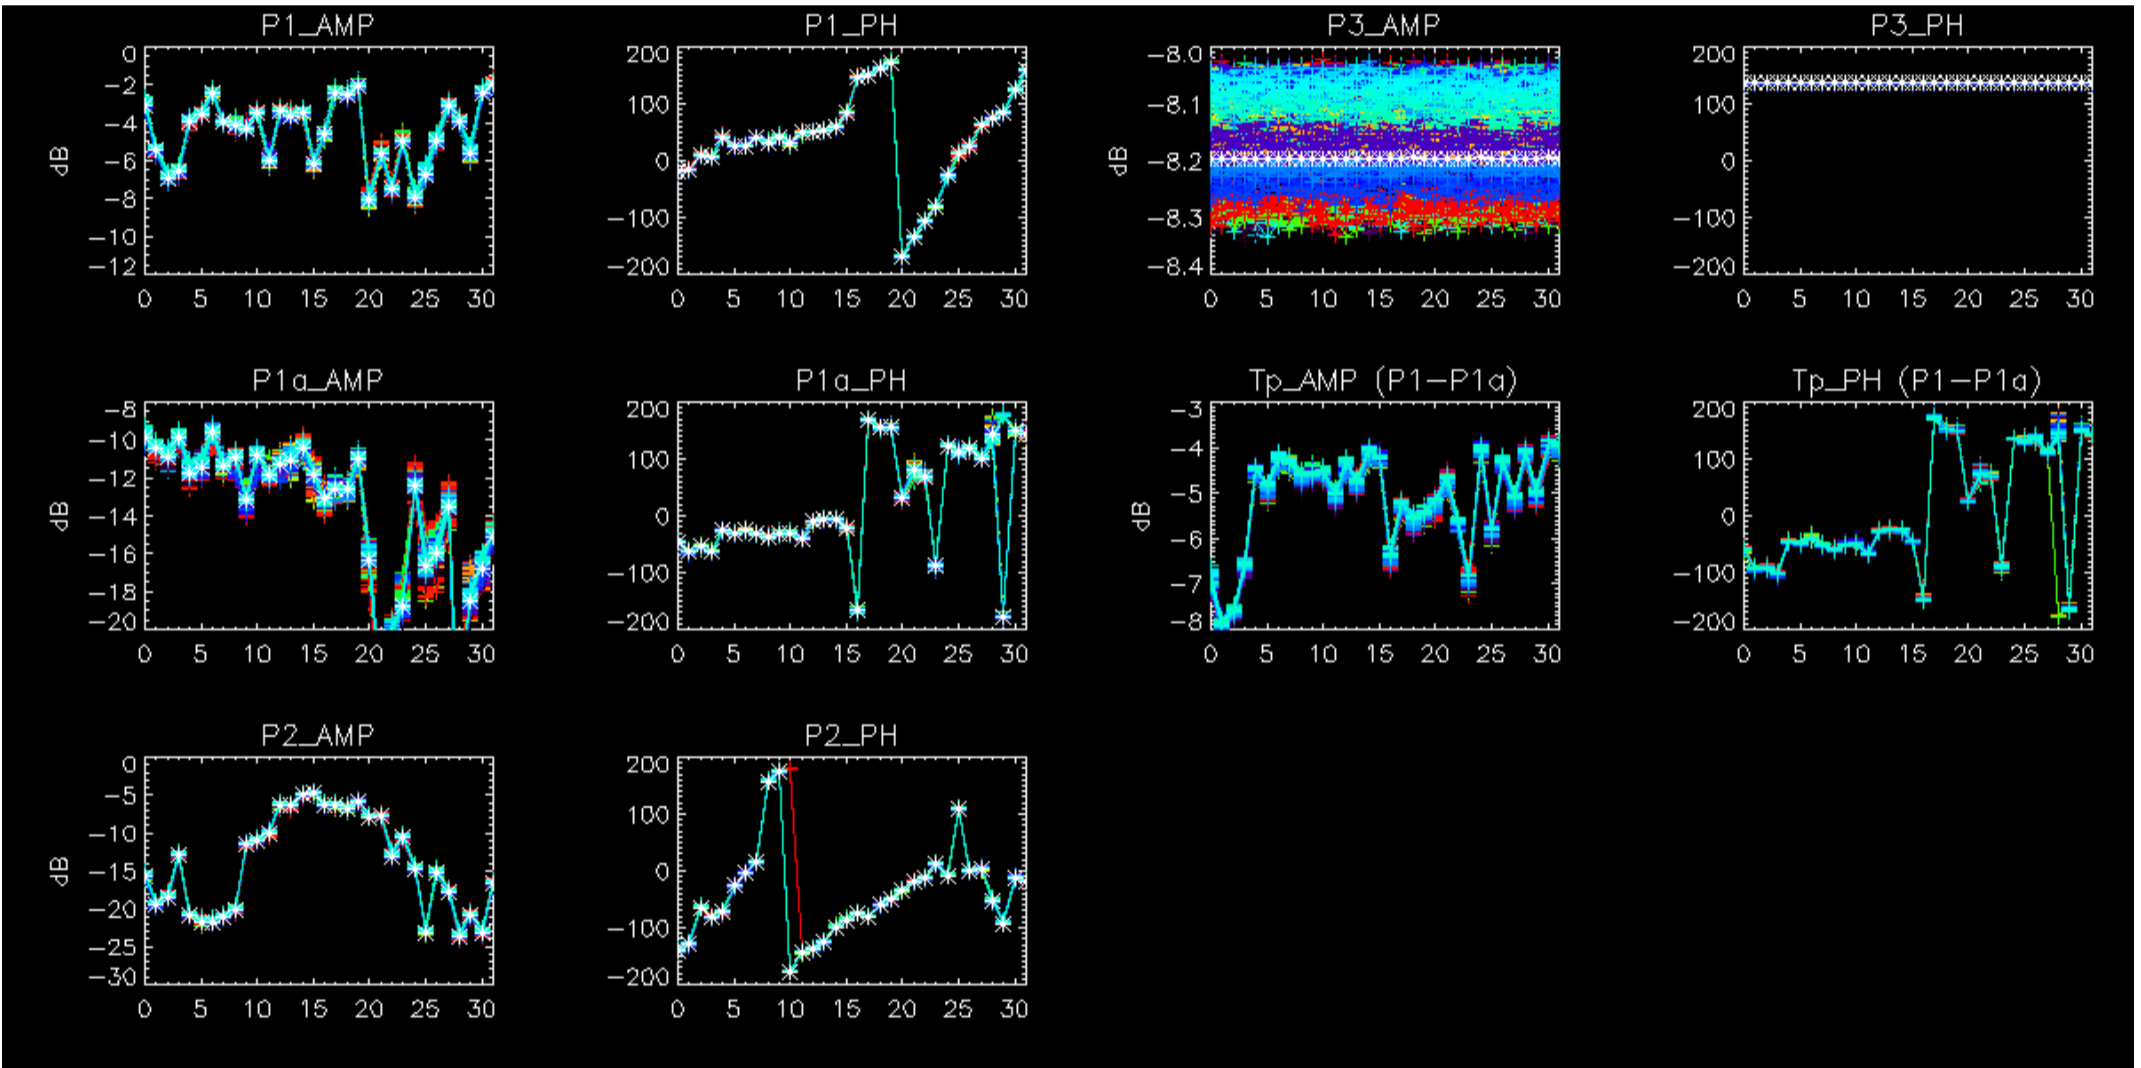 P1_AMP
dB
0
−2
−4
−6
−8
−10
−12
0 5 10 15 20 25 30
P1_PH
200
100
0
−100
−200
0 5 10 15 20 25 30
P3_AMP
dB
−8.0
−8.1
−8.2
−8.3
−8.4
0 5 10 15 20 25 30
P3_PH
200
100
0
−100
−200
0 5 10 15 20 25 30
P1a_AMP
dB
−8
−10
−12
−14
−16
−18
−20
0 5 10 15 20 25 30
P1a_PH
200
100
0
−100
−200
0 5 10 15 20 25 30
Tp_AMP (P1−P1a)
dB
−3
−4
−5
−6
−7
−8
0 5 10 15 20 25 30
Tp_PH (P1−P1a)
200
100
0
−100
−200
0 5 10 15 20 25 30
P2_AMP
dB
0
−5
−10
−15
−20
−25
−30
0 5 10 15 20 25 30
P2_PH
200
100
0
−100
−200
0 5 10 15 20 25 30